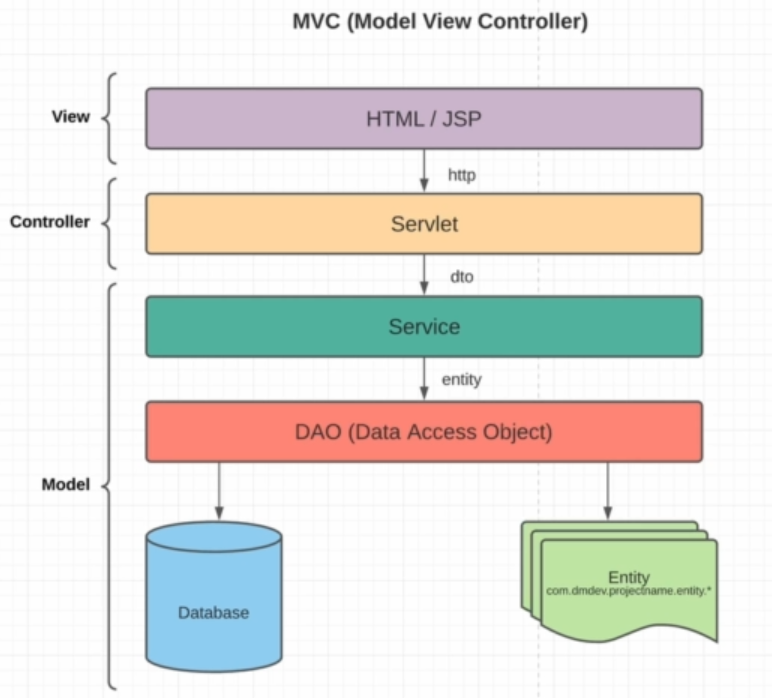 MVC (Model View Controller)
View
HTML / JSP
http
Controller
Servlet
dto
Service
entity
DAO (Data Access Object)
Model
Database
Entity
com.dmdev.projectname.entity.*